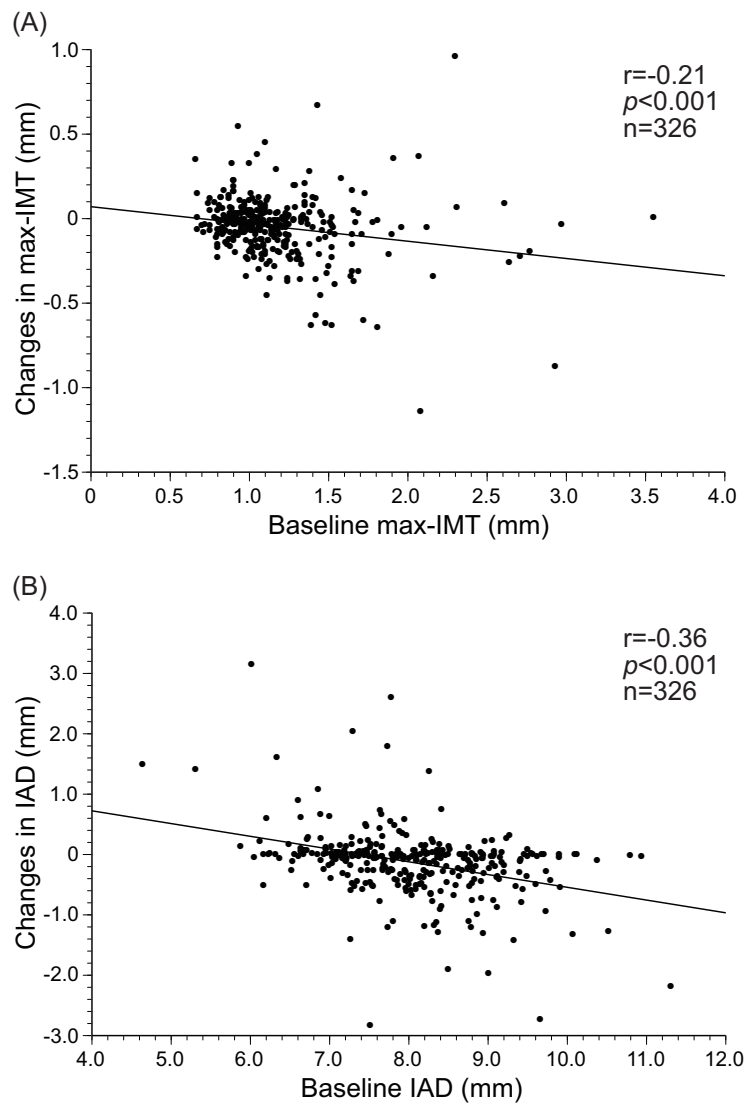 (A)
1.0
0.5
0
-0.5
-1.0
-1.5
Changes in max-IMT (mm)
r=-0.21
p<0.001
n=326
0 0.5 1.0 1.5 2.0 2.5 3.0 3.5 4.0
Baseline max-IMT (mm)
(B)
4.0
3.0
2.0
1.0
0
-1.0
-2.0
-3.0
Changes in IAD (mm)
r=-0.36
p<0.001
n=326
4.0 5.0 6.0 7.0 8.0 9.0 10.0 11.0 12.0
Baseline IAD (mm)